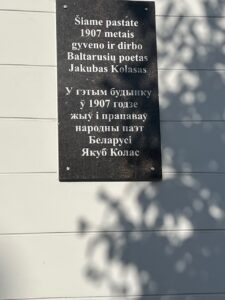 Šiame pastate
1907 metais
gyveno ir dirbo
Baltarusių poetas
Jakubas Kolasas
У гэтым будынку
ў 1907 годзе
жыў і працаваў
народны паэт
Беларусі
Якуб Колас